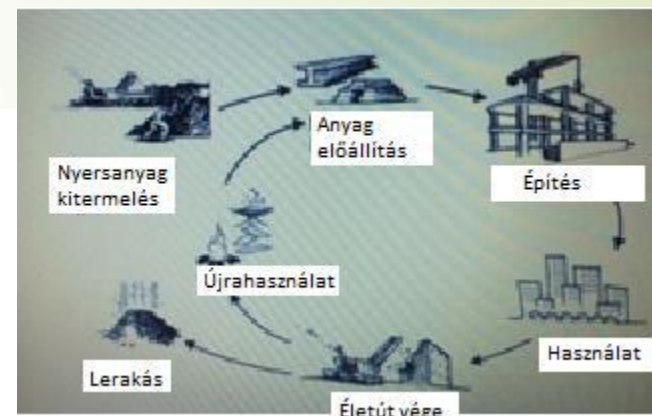 Nyersanyag
kitermelés
Anyag
előállítás
Építés
Használat
Életút vége
Újrahasználat
Lerakás